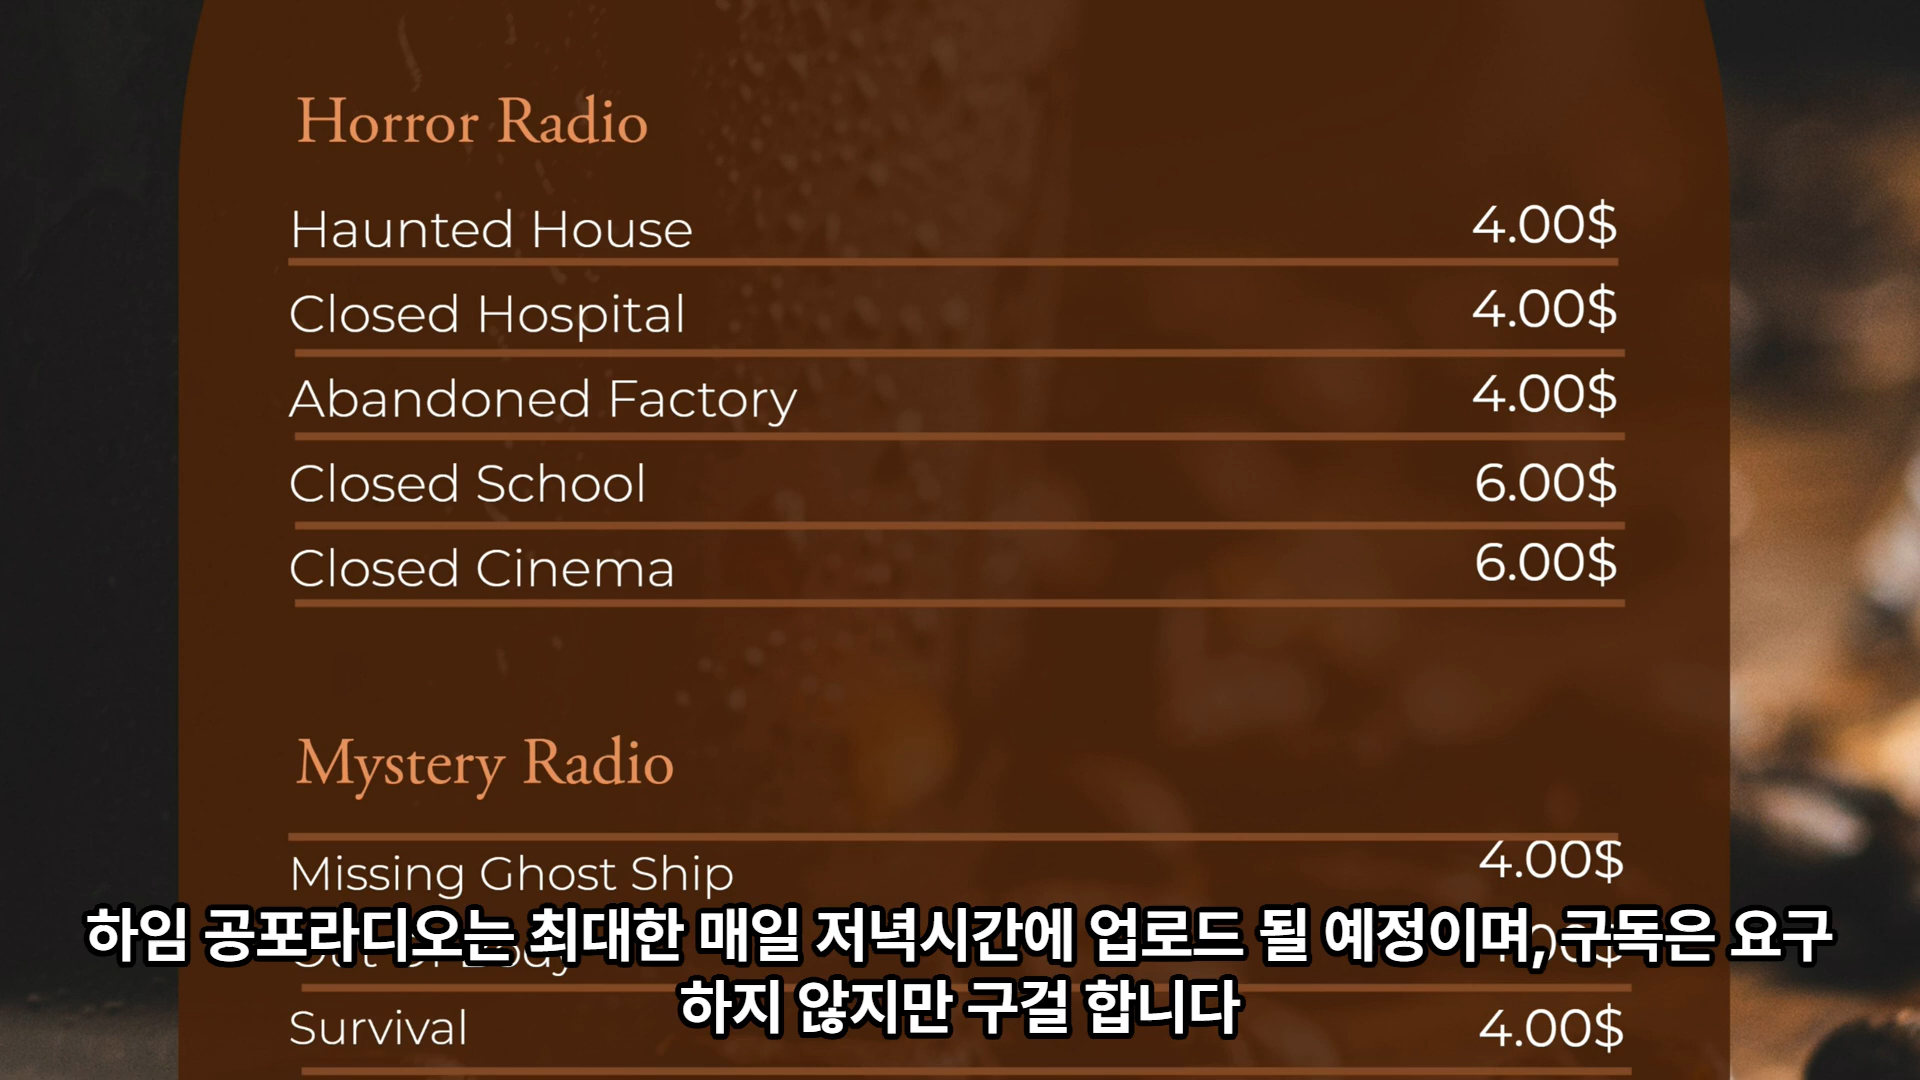 Horror Radio
Haunted House 4.00$
Closed Hospital 4.00$
Abandoned Factory 4.00$
Closed School 6.00$
Closed Cinema 6.00$
Mystery Radio
Missing Ghost Ship 4.00$
하임 공포라디오는 최대한 매일 저녁시간에 업로드 될 예정이며, 구독은 요구
하지 않지만 구걸 합니다
Survival 4.00$